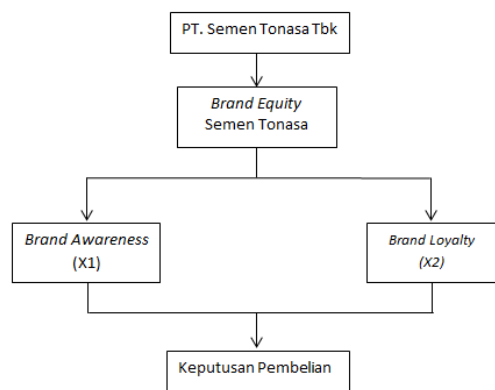 PT. Semen Tonasa Tbk
Brand Equity
Semen Tonasa
Brand Awareness
(X1)
Brand Loyalty
(X2)
Keputusan Pembelian